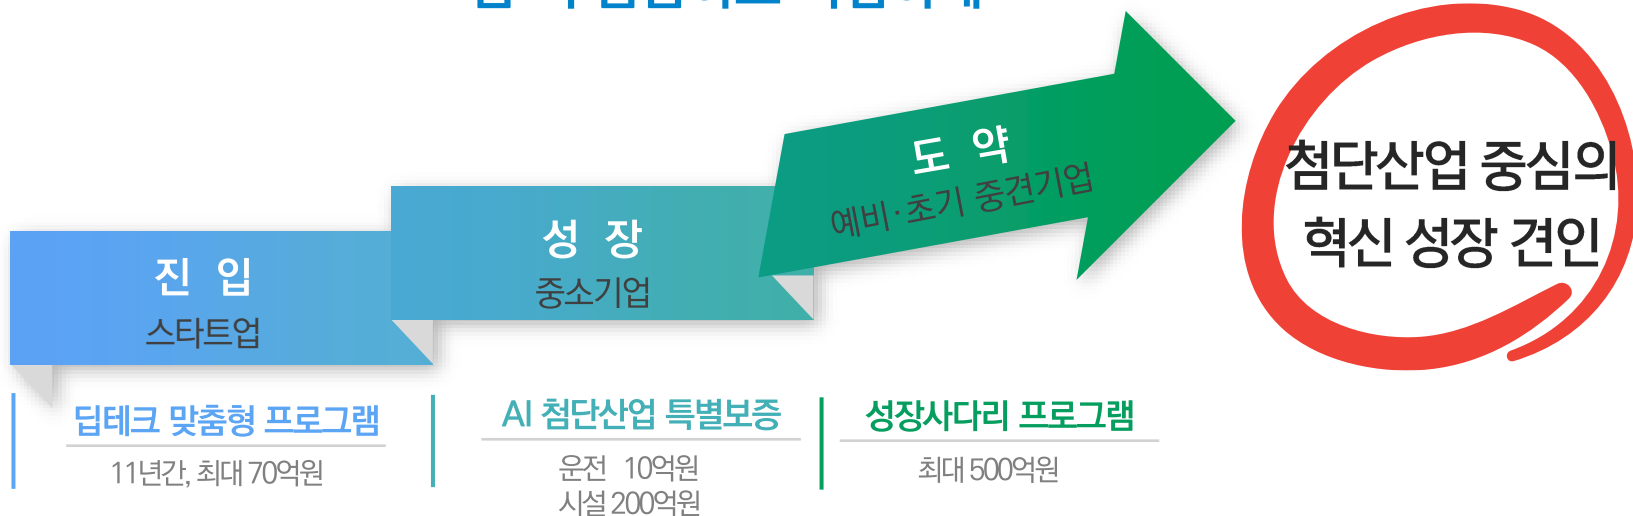 도 약
예비·초기 중견기업
첨단산업 중심의
혁신 성장 견인
성 장
중소기업
진 입
스타트업
딥테크 맞춤형 프로그램
11년간, 최대 70억원
AI 첨단산업 특별보증
운전 10억원
시설 200억원
성장사다리 프로그램
최대 500억원